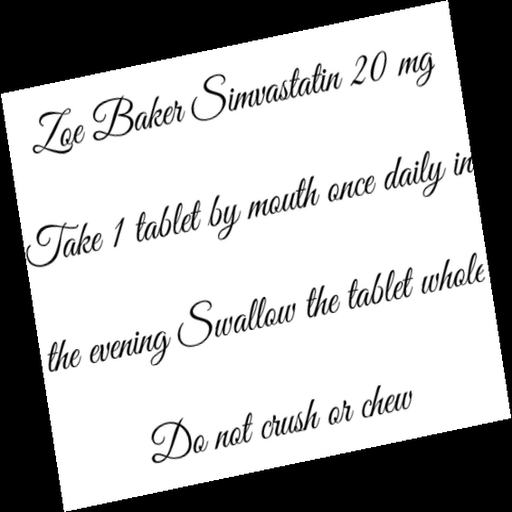 Zoe Baker Simvastatin 20 mg
Take 1 tablet by mouth once daily in
the evening Swallow the tablet whole
Do not crush or chew